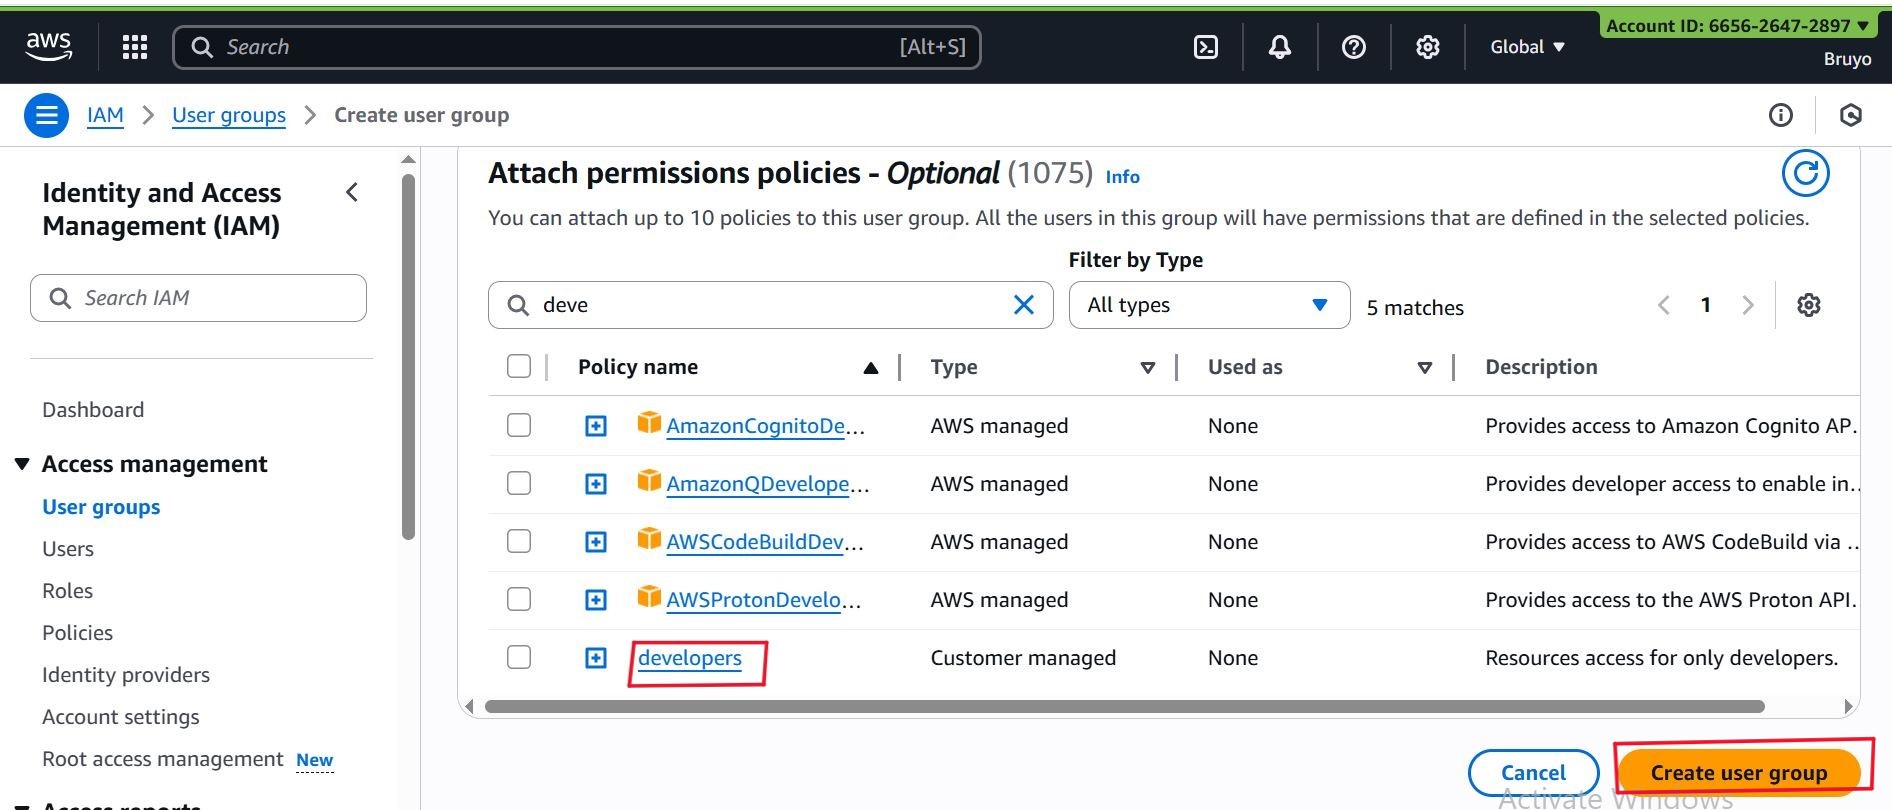 aws
Search
[Alt+S]
Global
Account ID: 6656-2647-2897
Bruyo
IAM
User groups
Create user group
Identity and Access
Management (IAM)
Search IAM
Dashboard
Access management
User groups
Users
Roles
Policies
Identity providers
Account settings
Root access management New
Access reports
Attach permissions policies - Optional (1075) Info
You can attach up to 10 policies to this user group. All the users in this group will have permissions that are defined in the selected policies.
Filter by Type
deve
All types
5 matches
1
Policy name Type Used as Description
AmazonCognitoDe... AWS managed None Provides access to Amazon Cognito AP..
AmazonQDevelope... AWS managed None Provides developer access to enable in...
AWSCodeBuildDev... AWS managed None Provides access to AWS CodeBuild via ...
AWSProtonDevelo... AWS managed None Provides access to the AWS Proton API.
developers Customer managed None Resources access for only developers.
Cancel
Create user group
Activate Windows